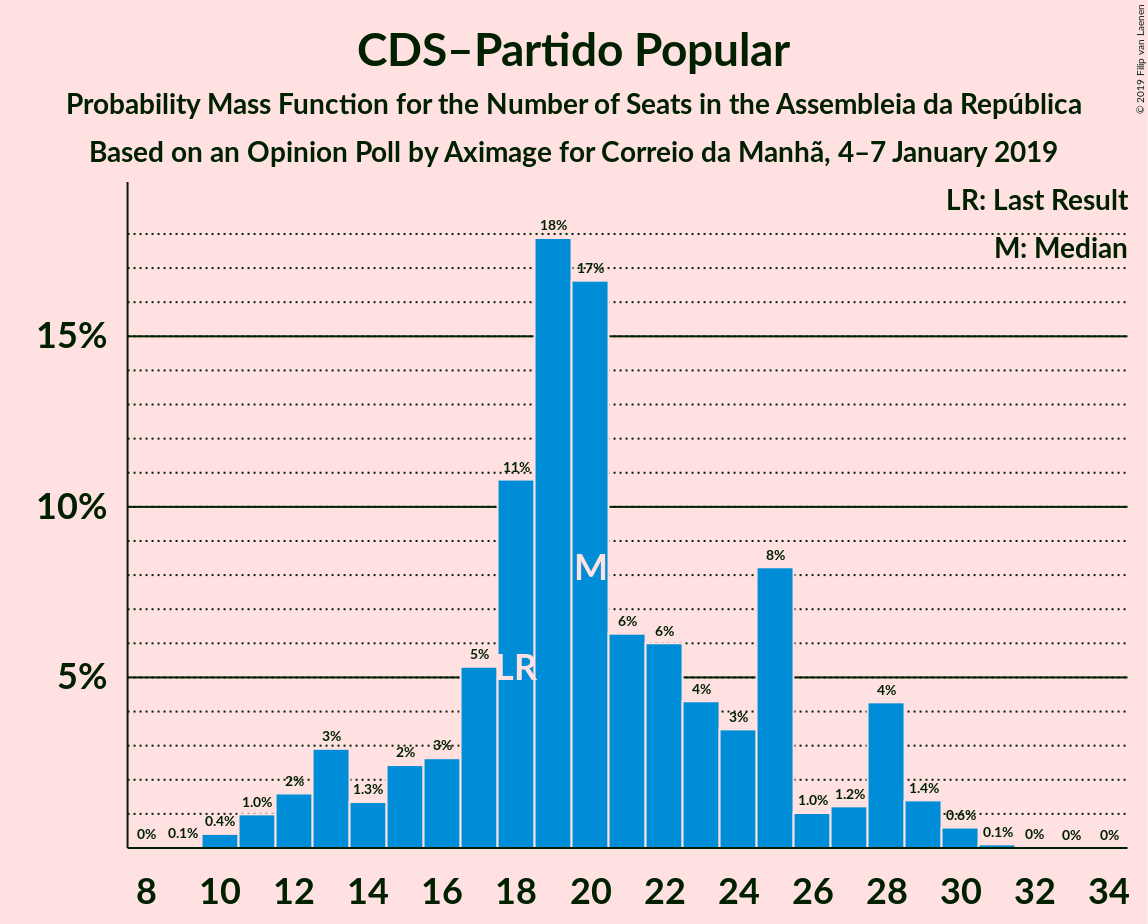 CDS–Partido Popular
Probability Mass Function for the Number of Seats in the Assembleia da República
Based on an Opinion Poll by Aximage for Correio da Manhã, 4–7 January 2019
© 2019 Filip van Laenen
LR: Last Result
M: Median
15%
10%
5%
0% 0.1% 0.4% 1.0% 2% 3% 1.3% 2% 3% 5% 11% 18% 17% 6% 6% 4% 3% 8% 1.0% 1.2% 4% 1.4% 0.6% 0.1% 0% 0% 0%
LR
M
8 10 12 14 16 18 20 22 24 26 28 30 32 34